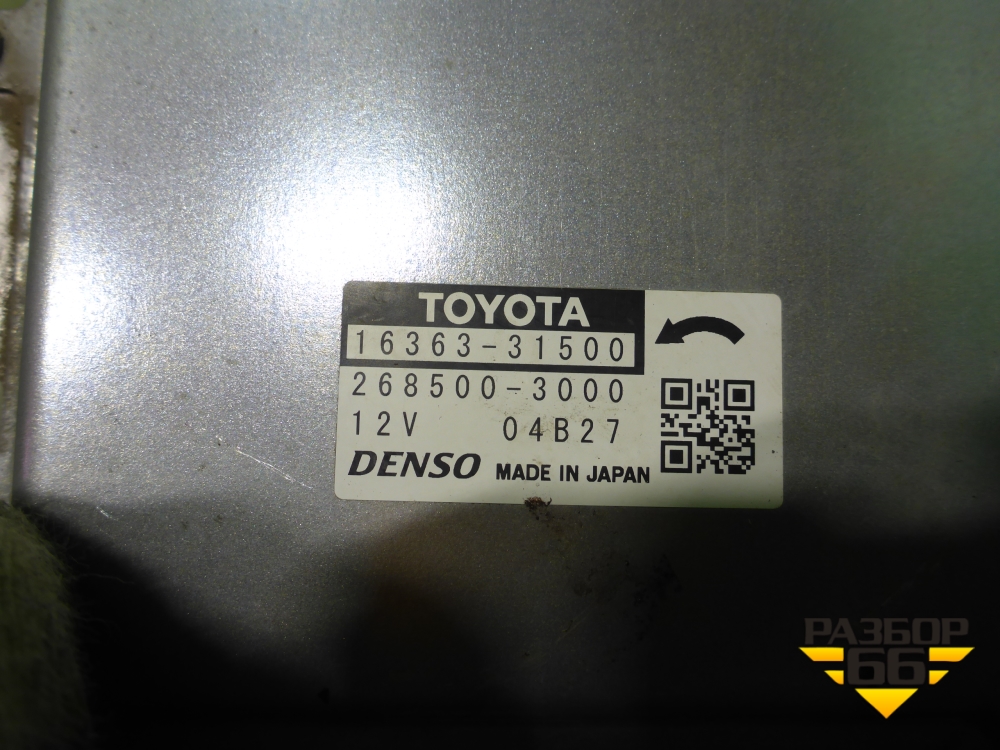 TOYOTA
16363-31500
268500-3000
12V 04B27
DENSO MADE IN JAPAN
РАЗБОР
66